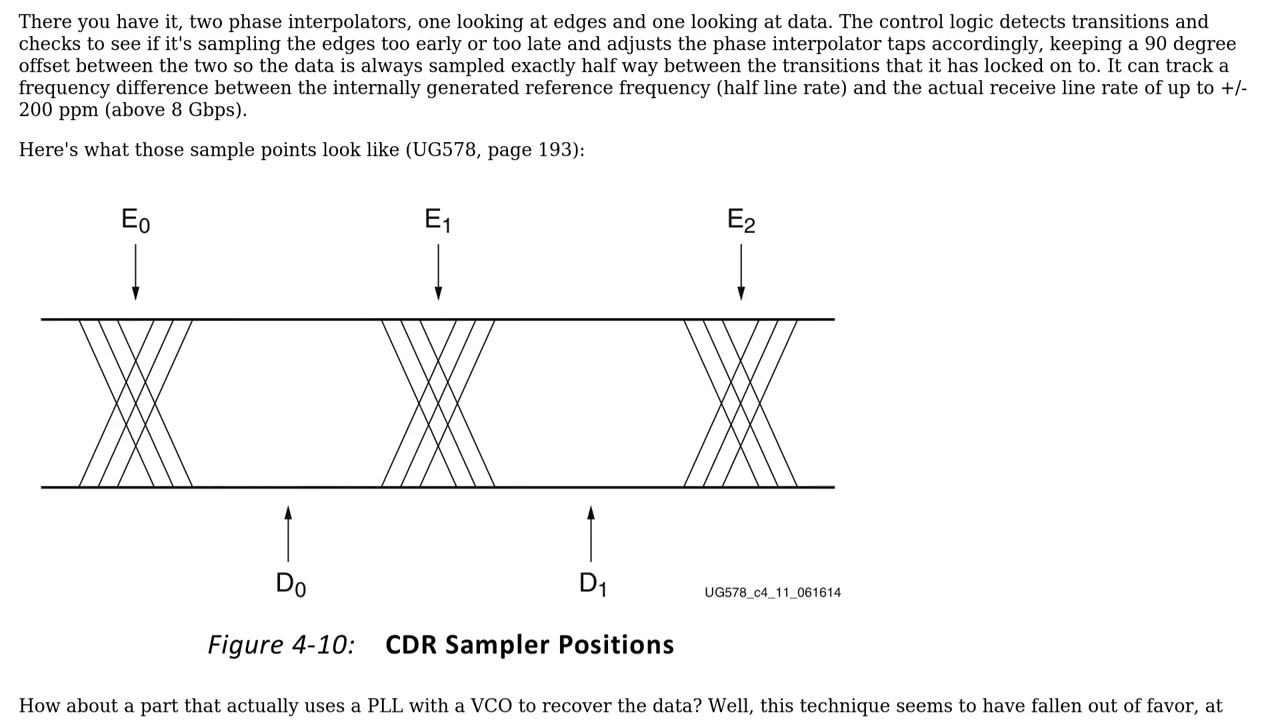 There you have it, two phase interpolators, one looking at edges and one looking at data. The control logic detects transitions and
checks to see if it's sampling the edges too early or too late and adjusts the phase interpolator taps accordingly, keeping a 90 degree
offset between the two so the data is always sampled exactly half way between the transitions that it has locked on to. It can track a
frequency difference between the internally generated reference frequency (half line rate) and the actual receive line rate of up to +/-
200 ppm (above 8 Gbps).
Here's what those sample points look like (UG578, page 193):
E0 E1 E2
D0 D1
UG578_c4_11_061614
Figure 4-10: CDR Sampler Positions
How about a part that actually uses a PLL with a VCO to recover the data? Well, this technique seems to have fallen out of favor, at